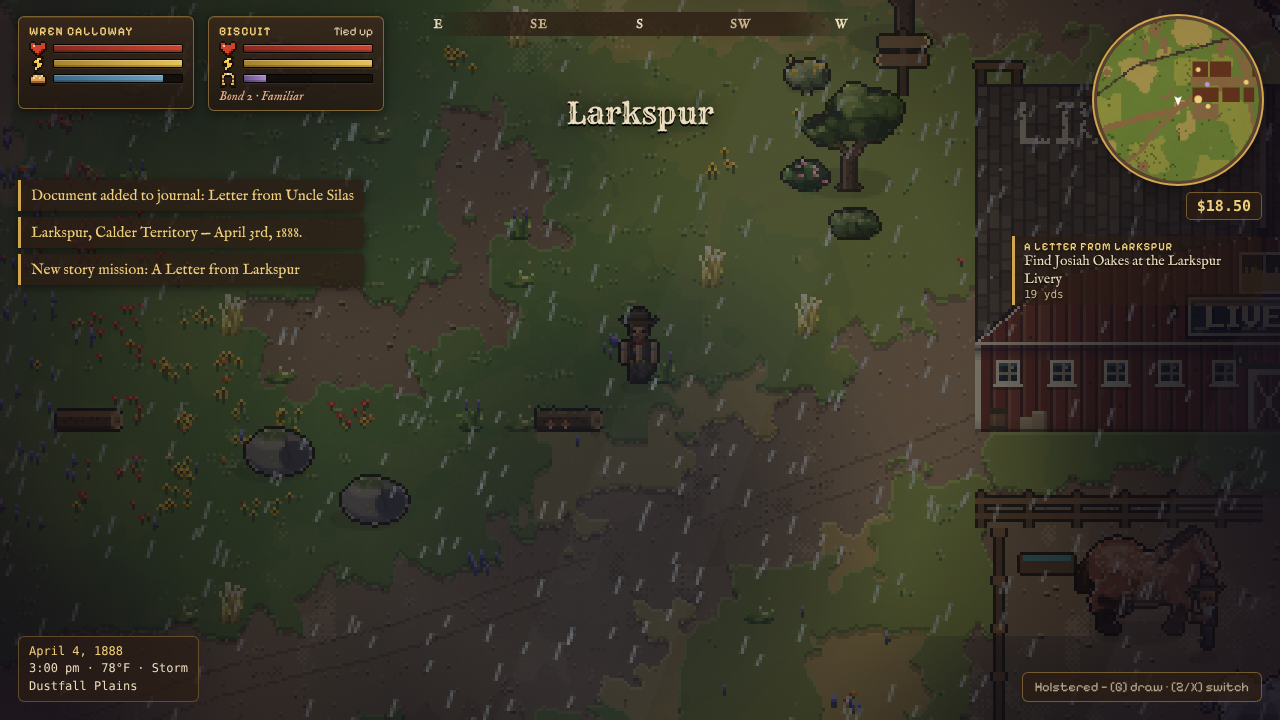 WREN CALLOWAY
BISCUIT Tied up
Bond 2 · Familiar
E SE S SW W
Larkspur
$18.50
Document added to journal: Letter from Uncle Silas
Larkspur, Calder Territory — April 3rd, 1888.
New story mission: A Letter from Larkspur
A LETTER FROM LARKSPUR
Find Josiah Oakes at the Larkspur
Livery
19 yds
LIVE
April 4, 1888
3:00 pm · 78°F · Storm
Dustfall Plains
Holstered – [G] draw · [Z/X] switch